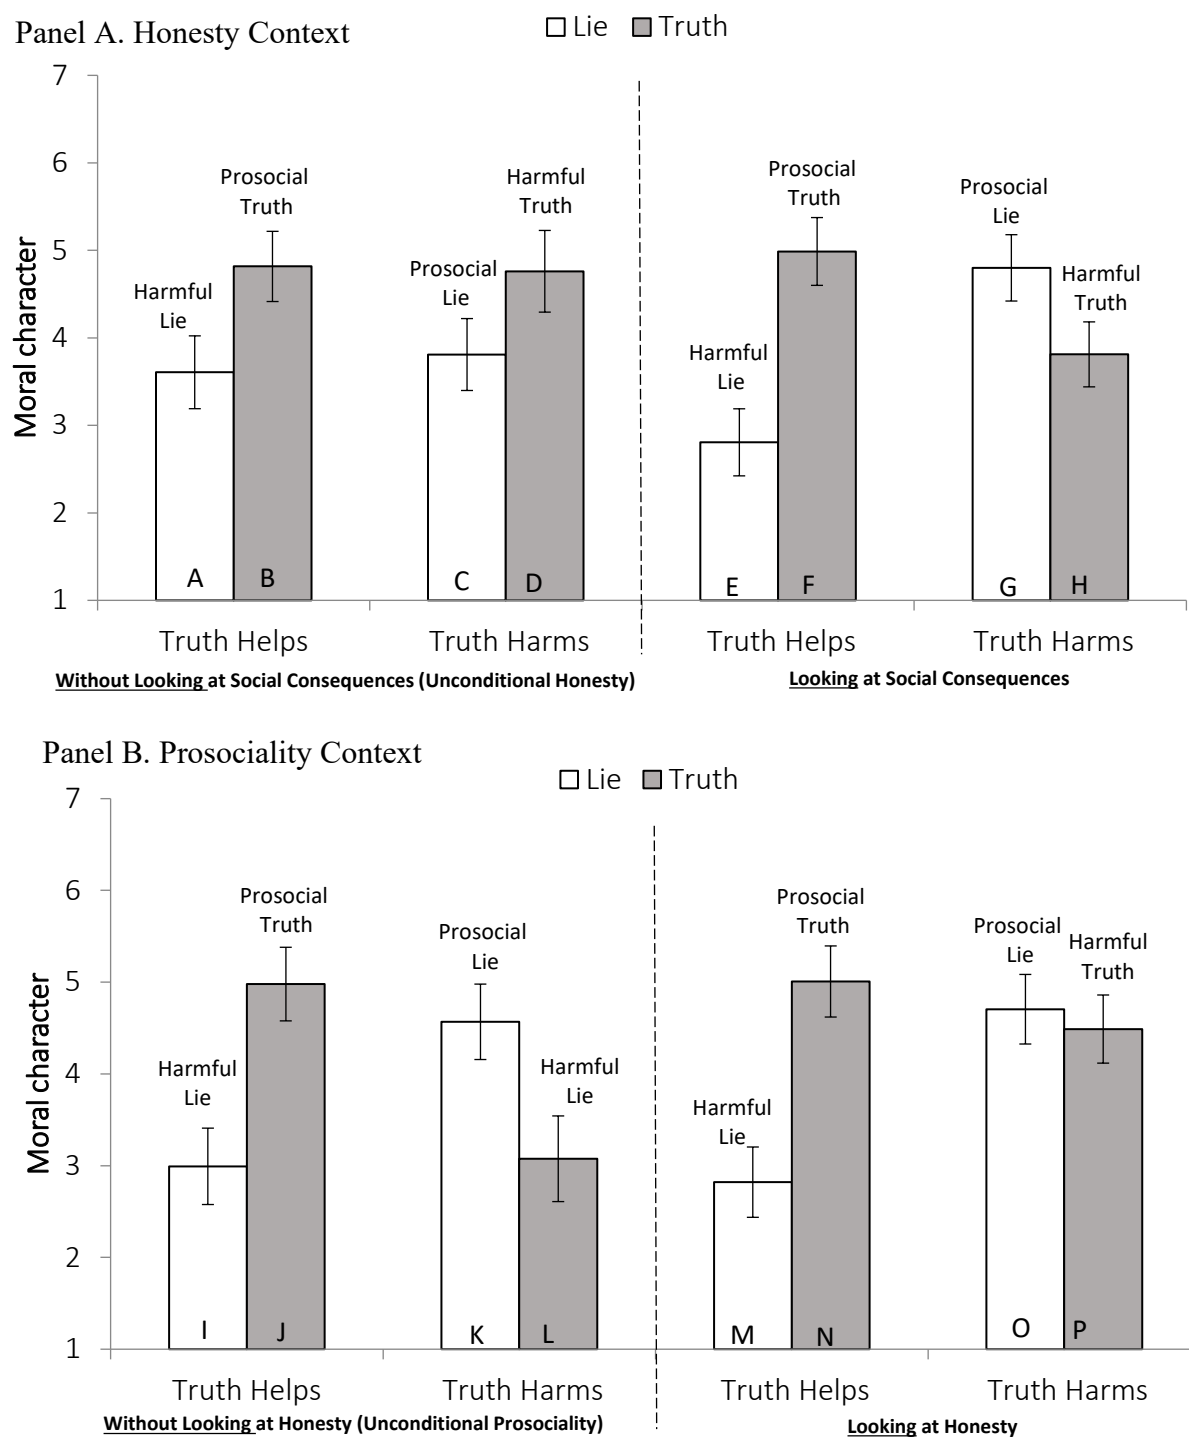 Panel A. Honesty Context
Lie Truth
7
6
5
4
3
2
1
Moral character
Harmful
Lie
Prosocial
Truth
Prosocial
Lie
Harmful
Truth
Harmful
Lie
Prosocial
Truth
Prosocial
Lie
Harmful
Truth
A B C D E F G H
Truth Helps Truth Harms Truth Helps Truth Harms
Without Looking at Social Consequences (Unconditional Honesty) Looking at Social Consequences
Panel B. Prosociality Context
Lie Truth
7
6
5
4
3
2
1
Moral character
Harmful
Lie
Prosocial
Truth
Prosocial
Lie
Harmful
Lie
Harmful
Lie
Prosocial
Truth
Prosocial
Lie
Harmful
Truth
I J K L M N O P
Truth Helps Truth Harms Truth Helps Truth Harms
Without Looking at Honesty (Unconditional Prosociality) Looking at Honesty